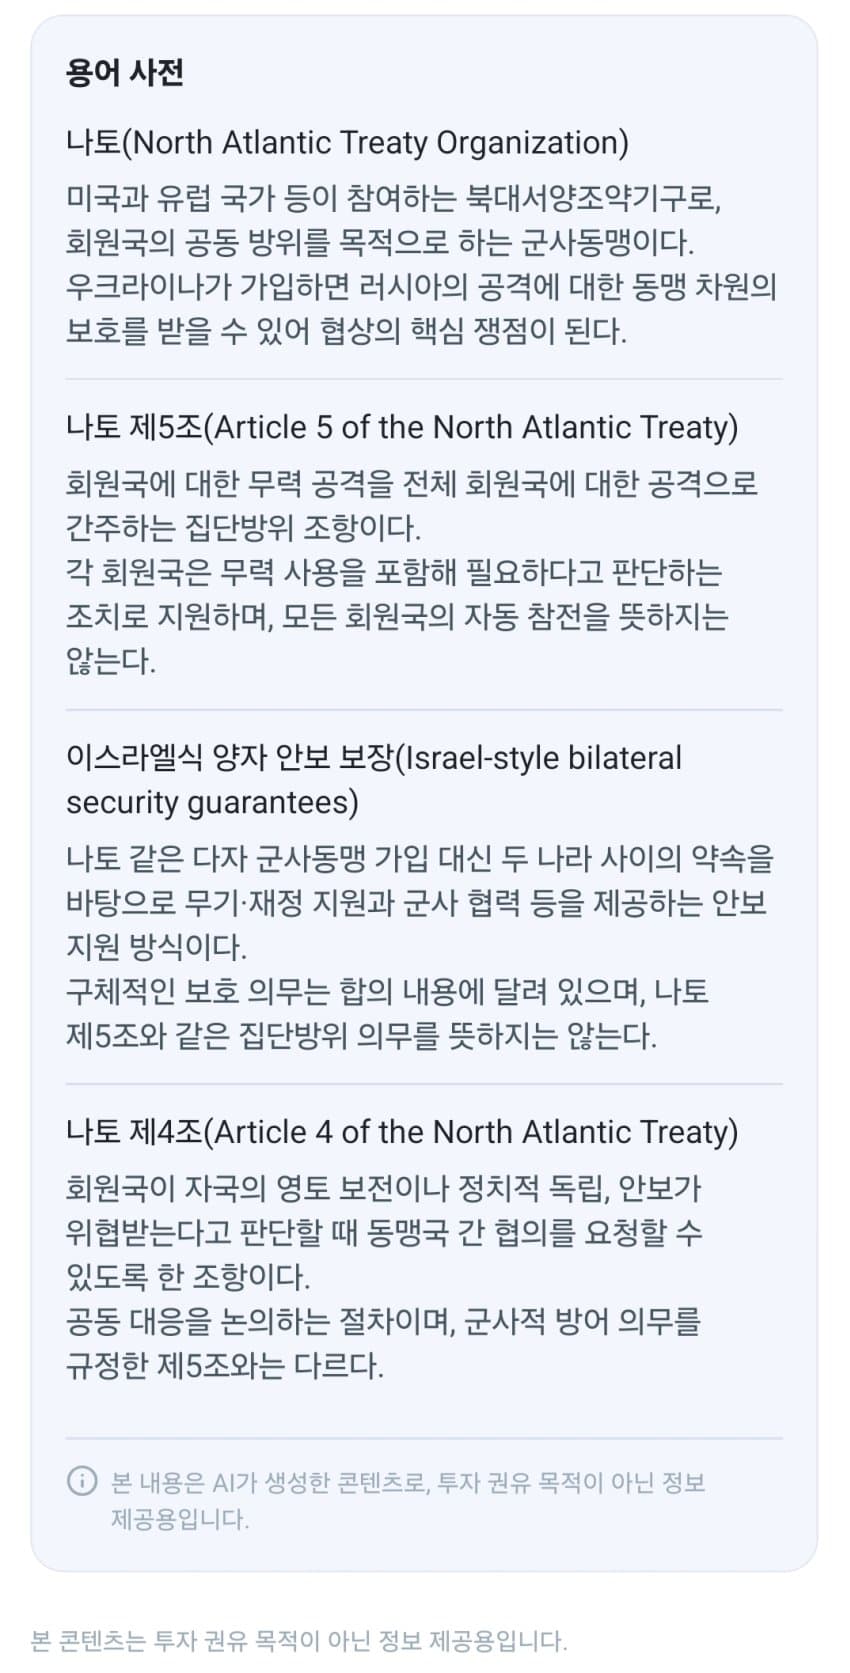 용어 사전
나토(North Atlantic Treaty Organization)
미국과 유럽 국가 등이 참여하는 북대서양조약기구로,
회원국의 공동 방위를 목적으로 하는 군사동맹이다.
우크라이나가 가입하면 러시아의 공격에 대한 동맹 차원의
보호를 받을 수 있어 협상의 핵심 쟁점이 된다.
나토 제5조(Article 5 of the North Atlantic Treaty)
회원국에 대한 무력 공격을 전체 회원국에 대한 공격으로
간주하는 집단방위 조항이다.
각 회원국은 무력 사용을 포함해 필요하다고 판단하는
조치로 지원하며, 모든 회원국의 자동 참전을 뜻하지는
않는다.
이스라엘식 양자 안보 보장(Israel-style bilateral
security guarantees)
나토 같은 다자 군사동맹 가입 대신 두 나라 사이의 약속을
바탕으로 무기·재정 지원과 군사 협력 등을 제공하는 안보
지원 방식이다.
구체적인 보호 의무는 합의 내용에 달려 있으며, 나토
제5조와 같은 집단방위 의무를 뜻하지는 않는다.
나토 제4조(Article 4 of the North Atlantic Treaty)
회원국이 자국의 영토 보전이나 정치적 독립, 안보가
위협받는다고 판단할 때 동맹국 간 협의를 요청할 수
있도록 한 조항이다.
공동 대응을 논의하는 절차이며, 군사적 방어 의무를
규정한 제5조와는 다르다.
본 내용은 AI가 생성한 콘텐츠로, 투자 권유 목적이 아닌 정보
제공용입니다.
본 콘텐츠는 투자 권유 목적이 아닌 정보 제공용입니다.